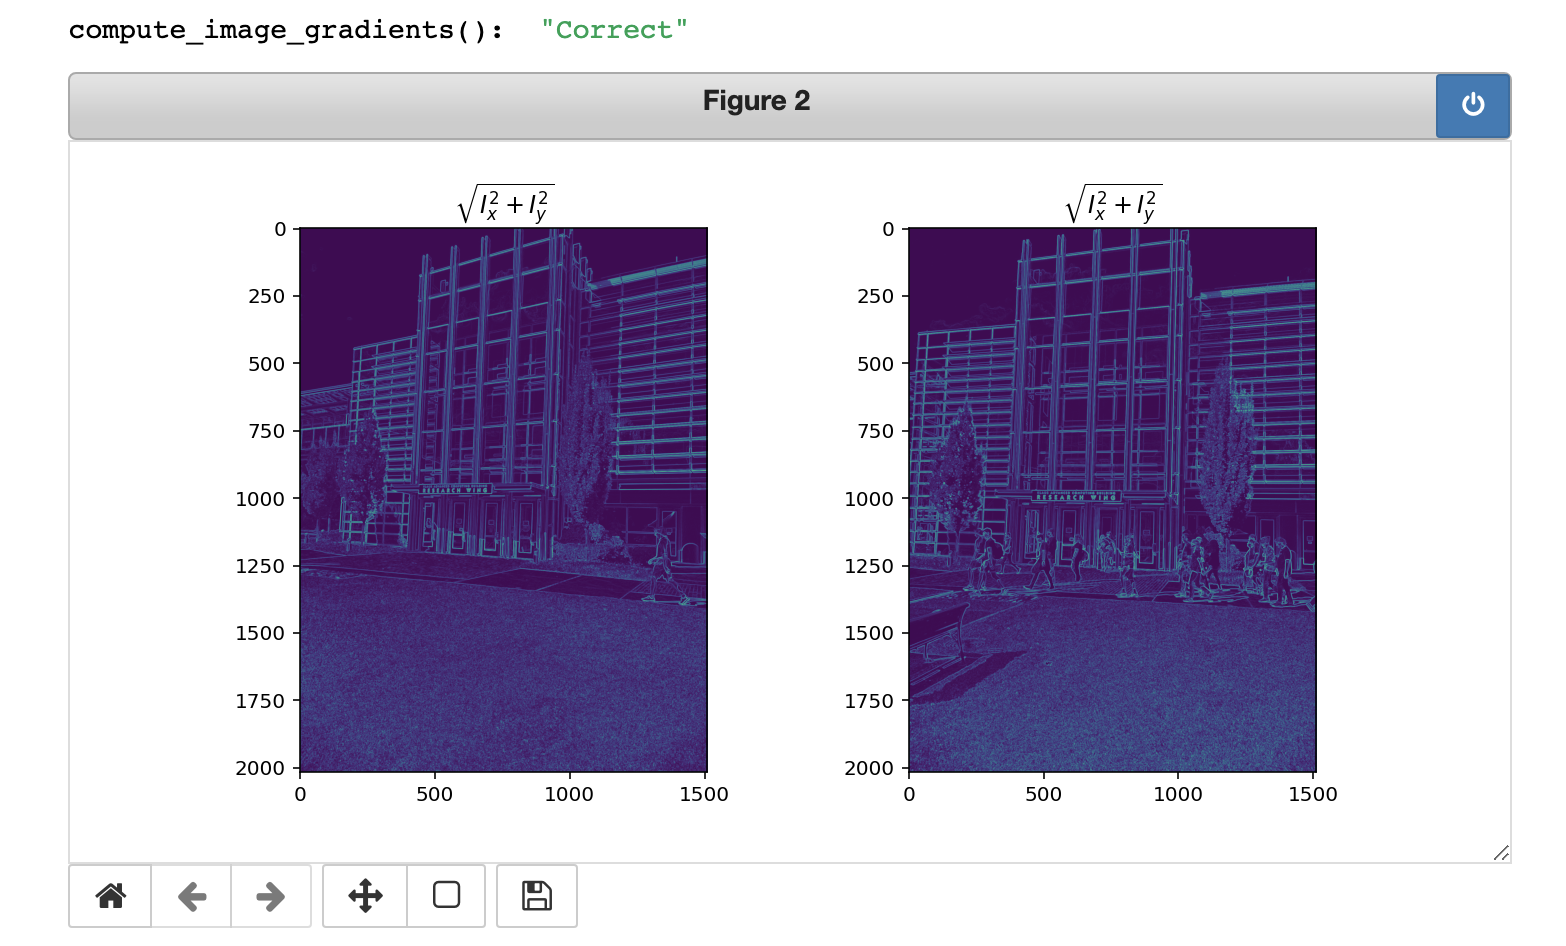 compute_image_gradients(): "Correct"
Figure 2
√(I_x^2 + I_y^2) √(I_x^2 + I_y^2)
0 0
250 250
500 500
750 750
1000 1000
RESEARCH WING RESEARCH WING
1250 1250
1500 1500
1750 1750
2000 2000
0 500 1000 1500 0 500 1000 1500